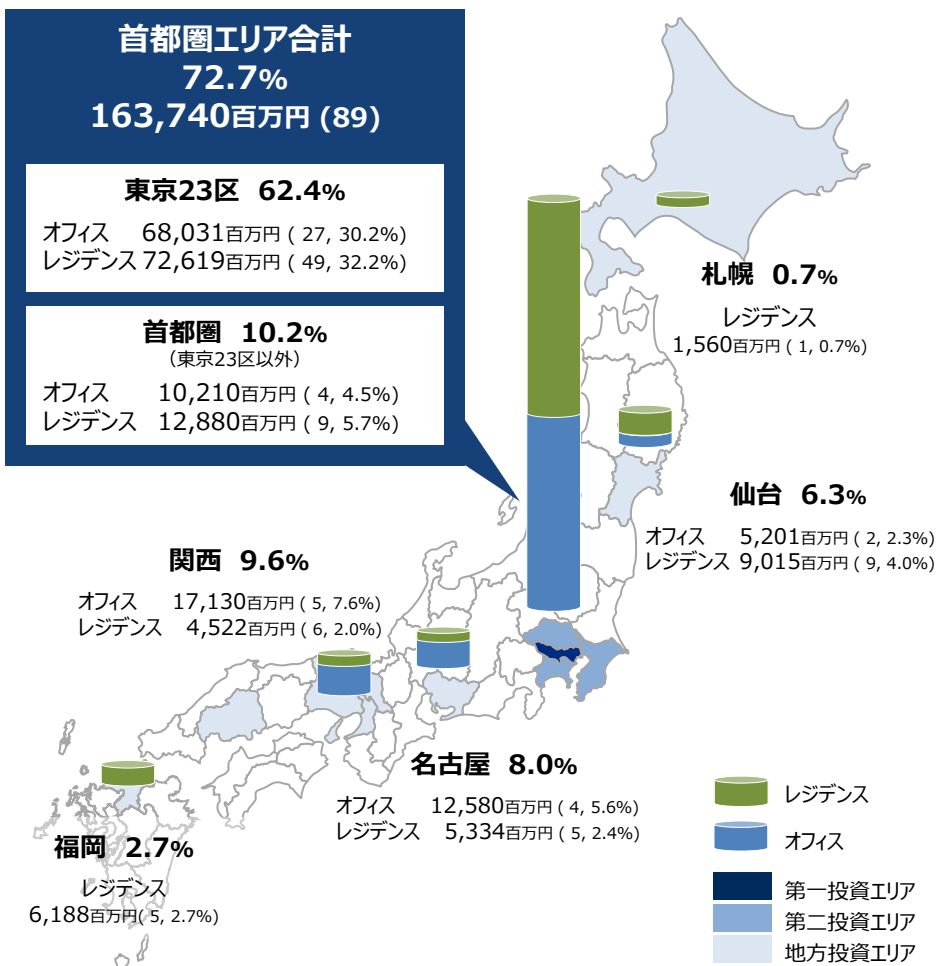 首都圏エリア合計
72.7%
163,740百万円 (89)
東京23区 62.4%
オフィス 68,031百万円 ( 27, 30.2%)
レジデンス 72,619百万円 ( 49, 32.2%)
首都圏 10.2%
(東京23区以外)
オフィス 10,210百万円 ( 4, 4.5%)
レジデンス 12,880百万円 ( 9, 5.7%)
札幌 0.7%
レジデンス
1,560百万円 ( 1, 0.7%)
仙台 6.3%
オフィス 5,201百万円 ( 2, 2.3%)
レジデンス 9,015百万円 ( 9, 4.0%)
関西 9.6%
オフィス 17,130百万円 ( 5, 7.6%)
レジデンス 4,522百万円 ( 6, 2.0%)
名古屋 8.0%
オフィス 12,580百万円 ( 4, 5.6%)
レジデンス 5,334百万円 ( 5, 2.4%)
福岡 2.7%
レジデンス
6,188百万円( 5, 2.7%)
レジデンス
オフィス
第一投資エリア
第二投資エリア
地方投資エリア